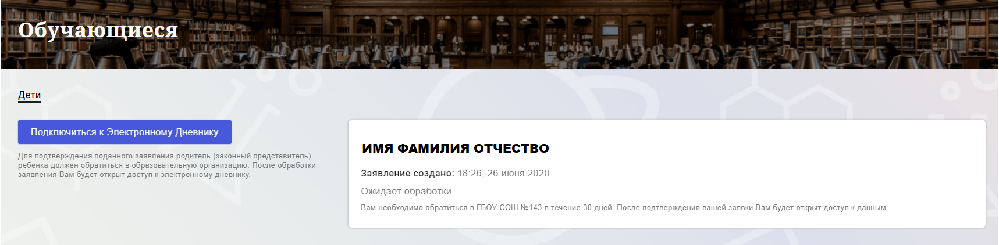 Обучающиеся
Дети
Подключиться к Электронному Дневнику
Для подтверждения поданного заявления родитель (законный представитель)
ребёнка должен обратиться в образовательную организацию. После обработки
заявления Вам будет открыт доступ к электронному дневнику.
ИМЯ ФАМИЛИЯ ОТЧЕСТВО
Заявление создано: 18:26, 26 июня 2020
Ожидает обработки
Вам необходимо обратиться в ГБОУ СОШ №143 в течение 30 дней. После подтверждения вашей заявки Вам будет открыт доступ к данным.